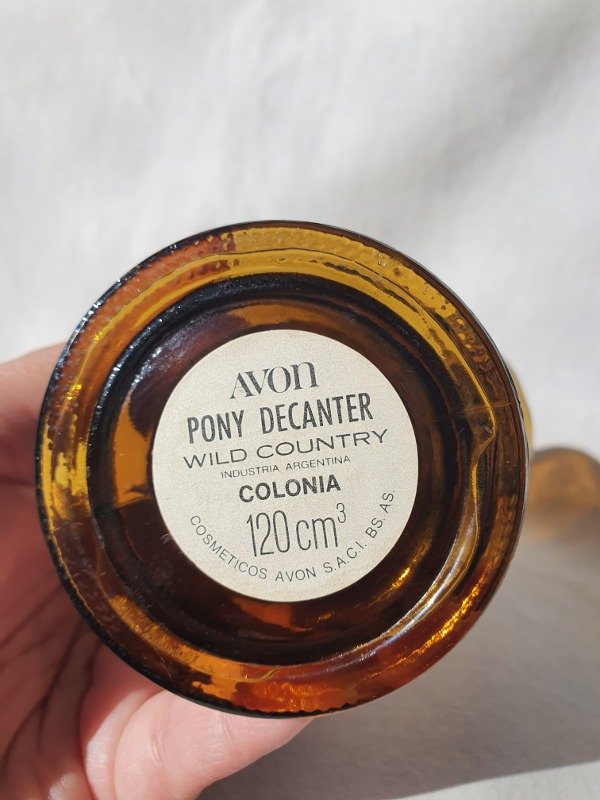 AVON
PONY DECANTER
WILD COUNTRY
INDUSTRIA ARGENTINA
COLONIA
120 cm³
COSMETICOS AVON S.A.C.I. BS. AS.